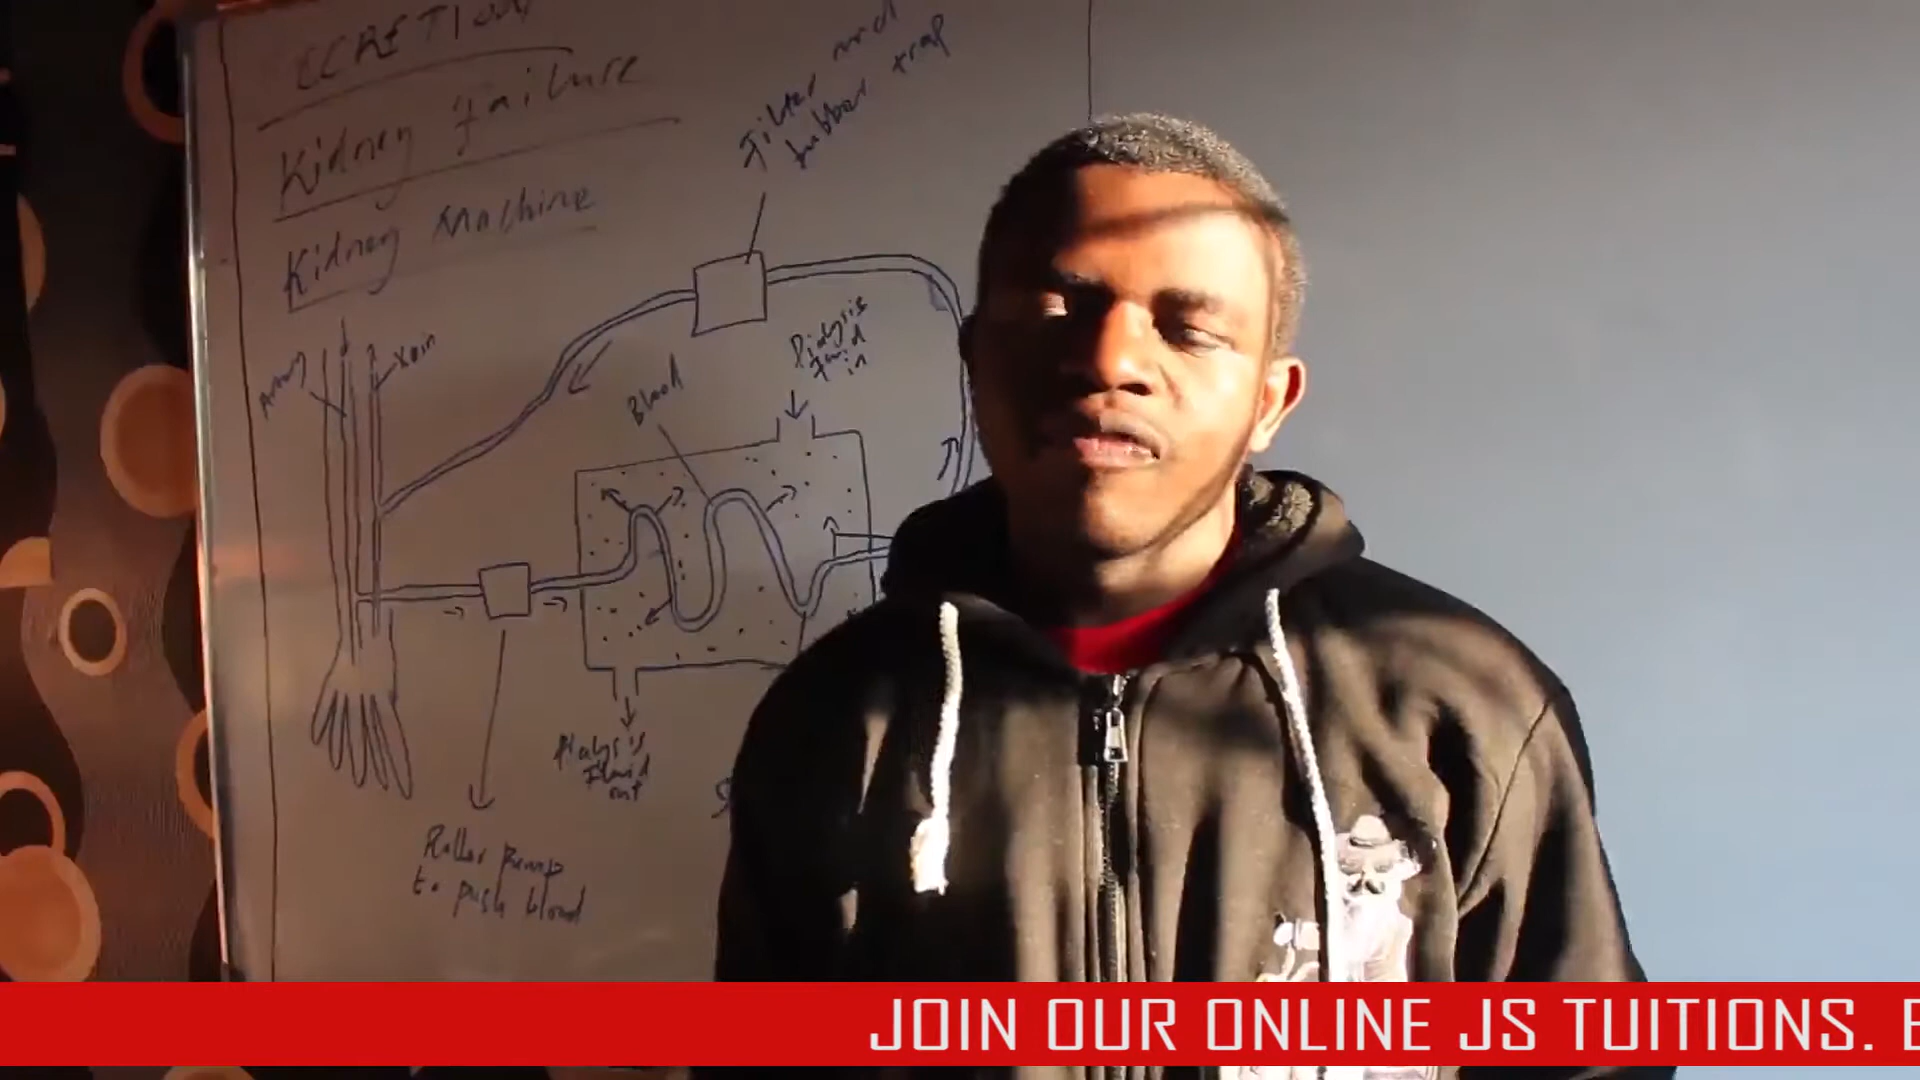 Kidney Failure
Kidney Machine
Filter and
bubber trap
Artery
Vein
Blood
Dialysis
Fluid
in
Dialysis
Fluid
out
Roller Pump
to push blood
JOIN OUR ONLINE JS TUITIONS.